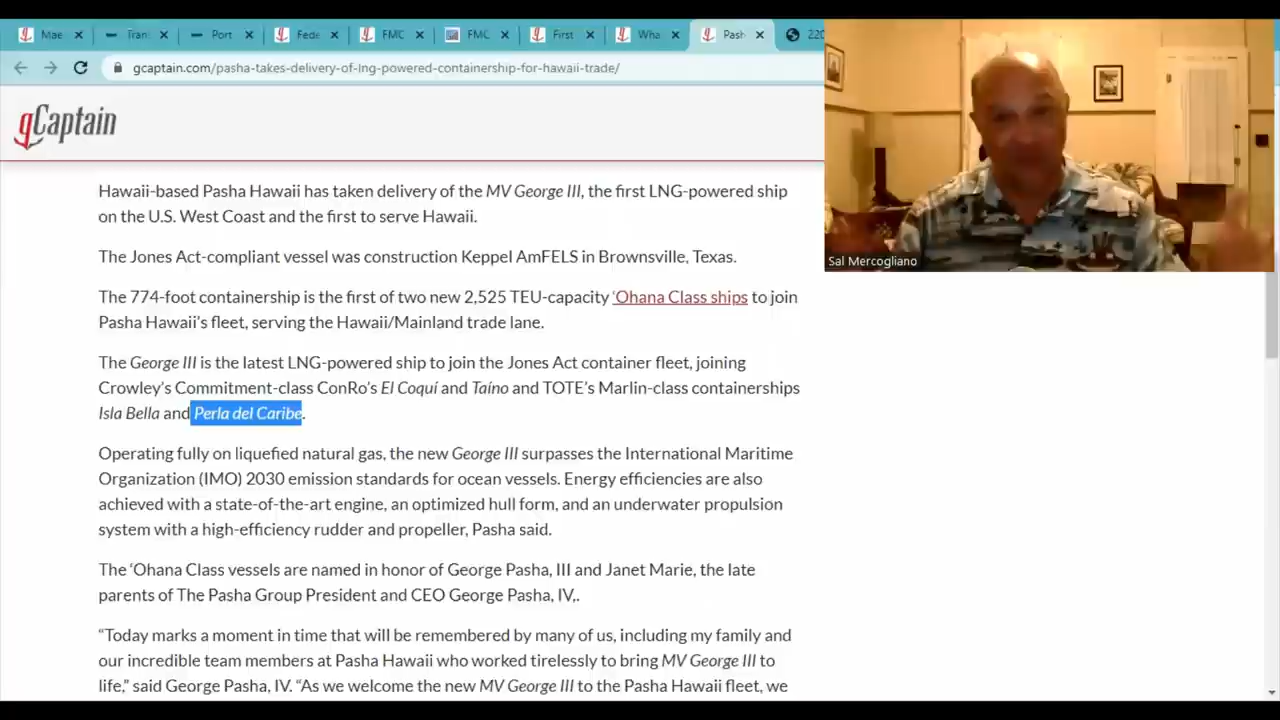 Mae
Tran
Port
Fede
FMC
FMC
First
Wha
Pash
gcaptain.com/pasha-takes-delivery-of-lng-powered-containership-for-hawaii-trade/
gCaptain
Hawaii-based Pasha Hawaii has taken delivery of the MV George III, the first LNG-powered ship
on the U.S. West Coast and the first to serve Hawaii.
The Jones Act-compliant vessel was construction Keppel AmFELS in Brownsville, Texas.
The 774-foot containership is the first of two new 2,525 TEU-capacity ‘Ohana Class ships to join
Pasha Hawaii’s fleet, serving the Hawaii/Mainland trade lane.
The George III is the latest LNG-powered ship to join the Jones Act container fleet, joining
Crowley’s Commitment-class ConRo’s El Coquí and Taíno and TOTE’s Marlin-class containerships
Isla Bella and Perla del Caribe.
Operating fully on liquefied natural gas, the new George III surpasses the International Maritime
Organization (IMO) 2030 emission standards for ocean vessels. Energy efficiencies are also
achieved with a state-of-the-art engine, an optimized hull form, and an underwater propulsion
system with a high-efficiency rudder and propeller, Pasha said.
The ‘Ohana Class vessels are named in honor of George Pasha, III and Janet Marie, the late
parents of The Pasha Group President and CEO George Pasha, IV,.
“Today marks a moment in time that will be remembered by many of us, including my family and
our incredible team members at Pasha Hawaii who worked tirelessly to bring MV George III to
life,” said George Pasha, IV. “As we welcome the new MV George III to the Pasha Hawaii fleet, we
Sal Mercogliano